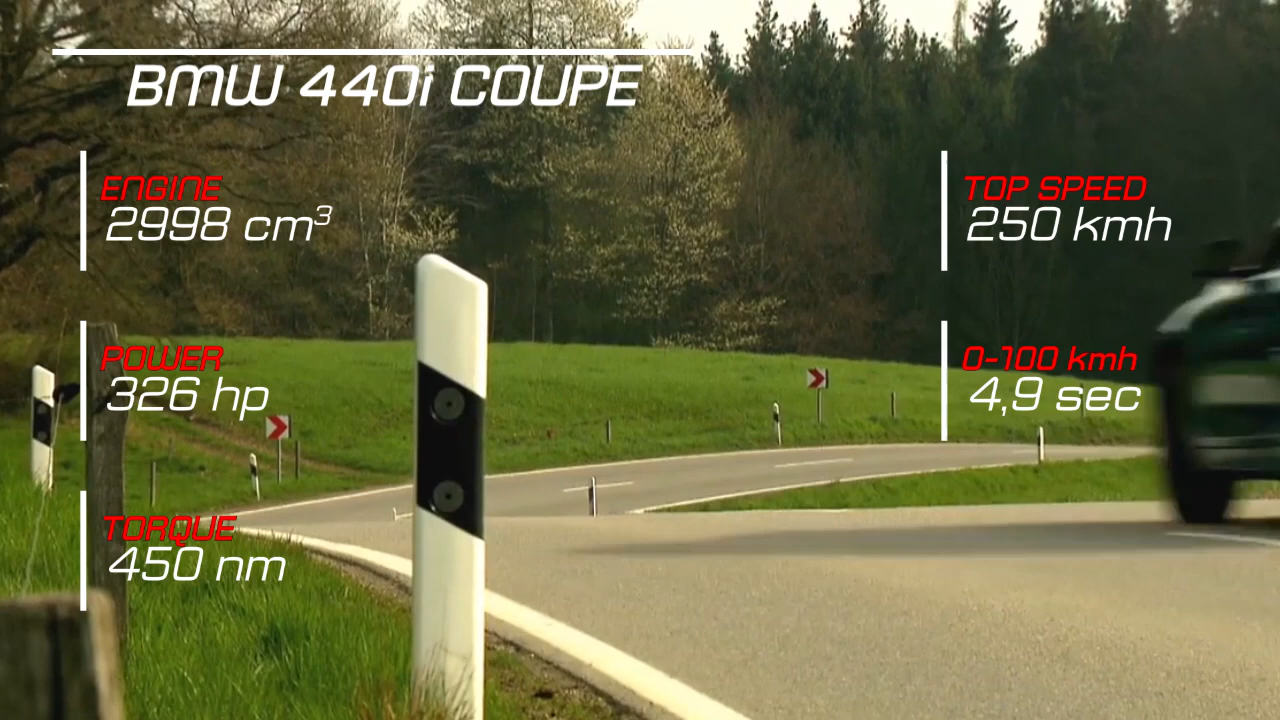 BMW 440i COUPE
ENGINE
2998 cm³
POWER
326 hp
TORQUE
450 nm
TOP SPEED
250 kmh
0-100 kmh
4,9 sec